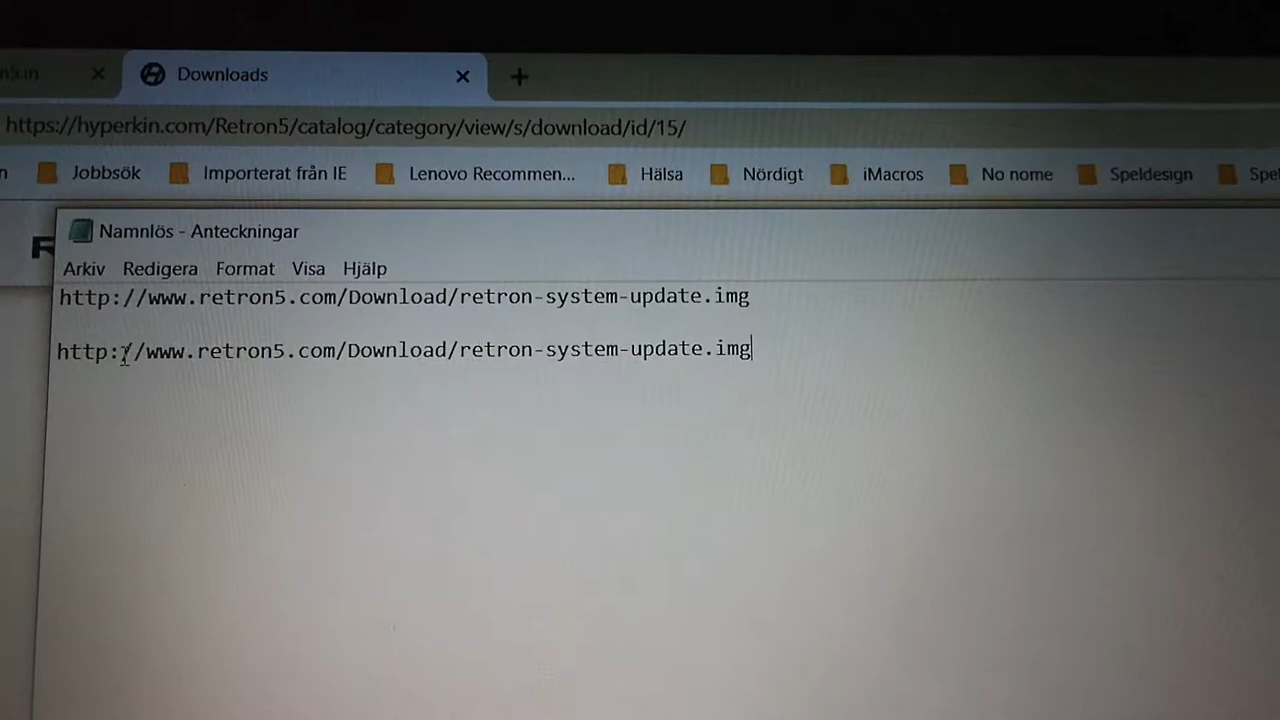 Downloads
https://hyperkin.com/Retron5/catalog/category/view/s/download/id/15/
Jobbsök Importerat från IE Lenovo Recommen... Hälsa Nördigt iMacros No nome Speldesign Spel
Namnlös - Anteckningar
Arkiv Redigera Format Visa Hjälp
http://www.retron5.com/Download/retron-system-update.img
http://www.retron5.com/Download/retron-system-update.img